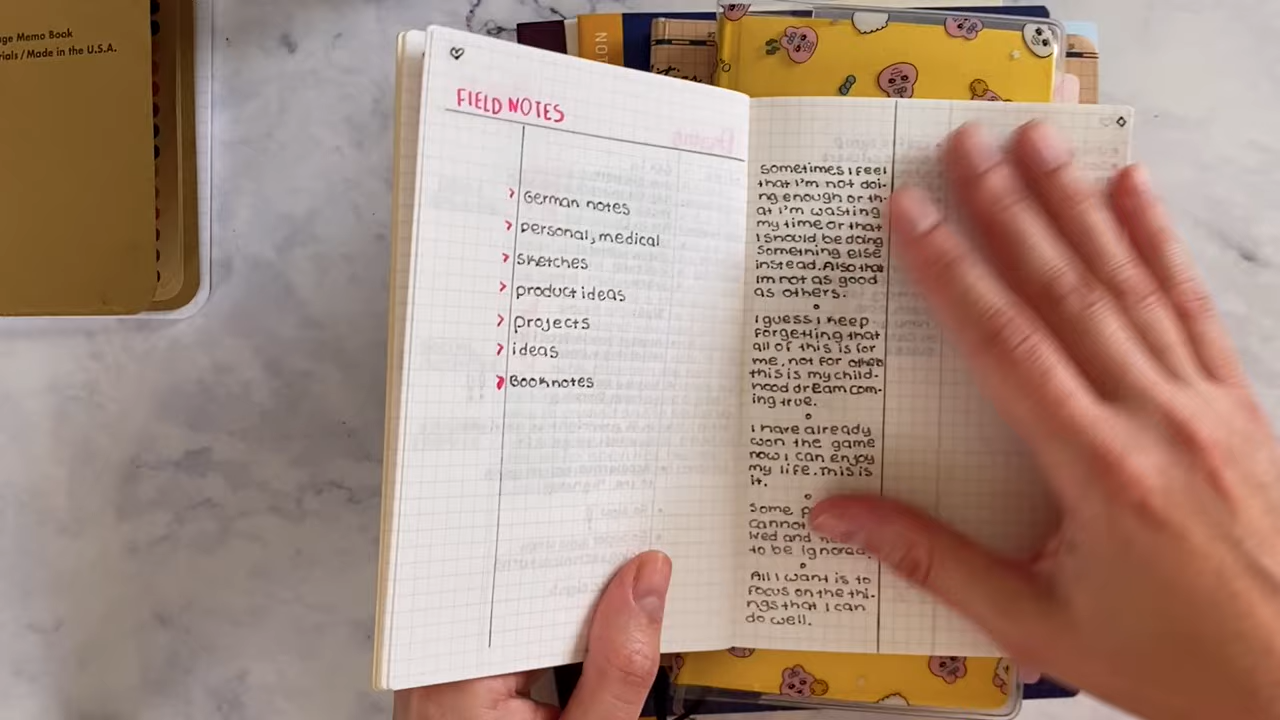 ge Memo Book
rials / Made in the U.S.A.
NO
FIELD NOTES
German notes
personal, medical
sketches
product ideas
projects
ideas
Booknotes
sometimes i feel
that i'm not doi-
ng enough or th-
at i'm wasting
my time or that
I should be doing
something else
instead. Also that
im not as good
as others.
I guess i keep
forgetting that
all of this is for
me, not for others
this is my child-
hood dream com-
ing true.
I have already
won the game
now i can enjoy
my life. This is
it.
Some p
cannot
lved and
to be ignored.
All i want is to
focus on the thi-
ngs that I can
do well.